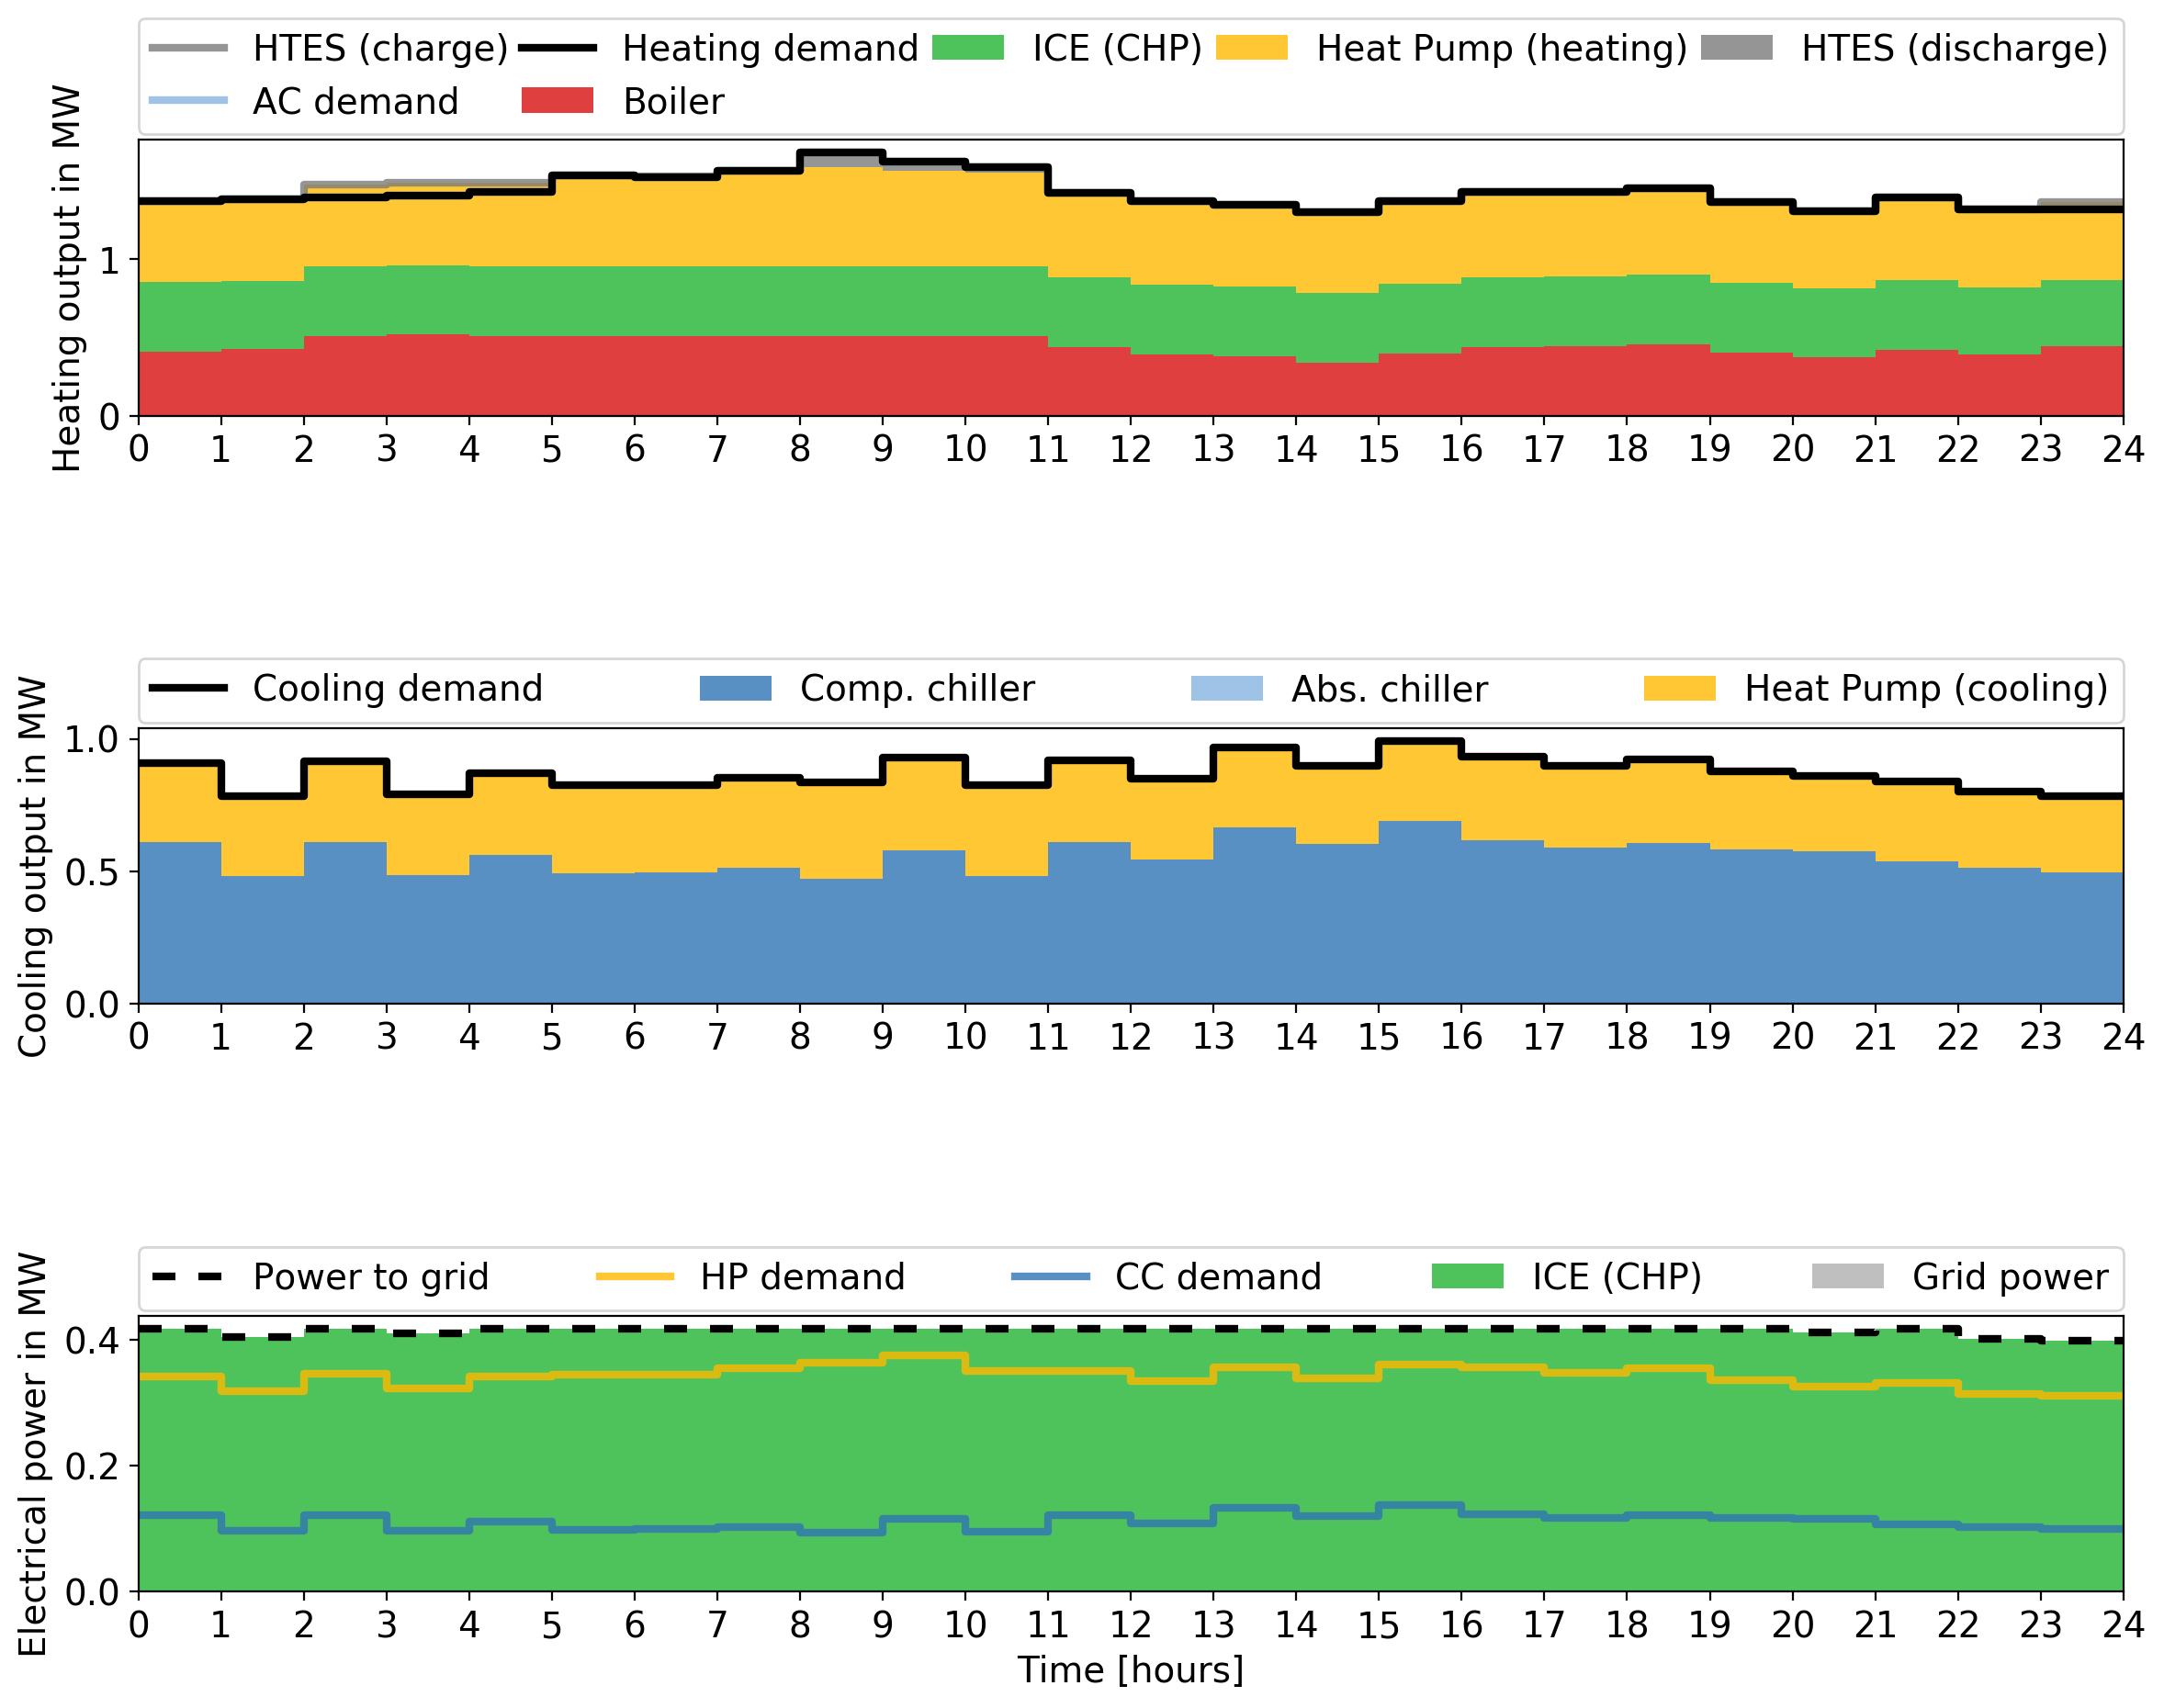 HTES (charge) Heating demand ICE (CHP) Heat Pump (heating) HTES (discharge)
AC demand Boiler
Heating output in MW
1
0
0 1 2 3 4 5 6 7 8 9 10 11 12 13 14 15 16 17 18 19 20 21 22 23 24
Cooling demand Comp. chiller Abs. chiller Heat Pump (cooling)
Cooling output in MW
1.0
0.5
0.0
0 1 2 3 4 5 6 7 8 9 10 11 12 13 14 15 16 17 18 19 20 21 22 23 24
Power to grid HP demand CC demand ICE (CHP) Grid power
Electrical power in MW
0.4
0.2
0.0
0 1 2 3 4 5 6 7 8 9 10 11 12 13 14 15 16 17 18 19 20 21 22 23 24
Time [hours]